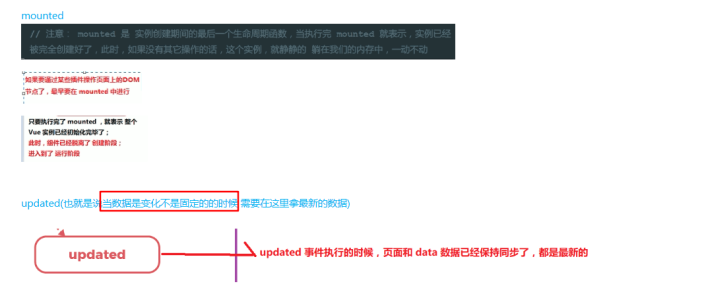 mounted
// 注意： mounted 是 实例创建期间的最后一个生命周期函数，当执行完 mounted 就表示，实例已经
被完全创建好了，此时，如果没有其它操作的话，这个实例，就静静的 躺在我们的内存中，一动不动
如果要通过某些插件操作页面上的DOM
节点了，最早要在 mounted 中进行
只要执行完了 mounted ，就表示 整个
Vue 实例已经初始化完毕了；
此时，组件已经脱离了 创建阶段；
进入到了 运行阶段
updated(也就是说当数据是变化不是固定的的时候 需要在这里拿最新的数据)
updated
updated 事件执行的时候，页面和 data 数据已经保持同步了，都是最新的